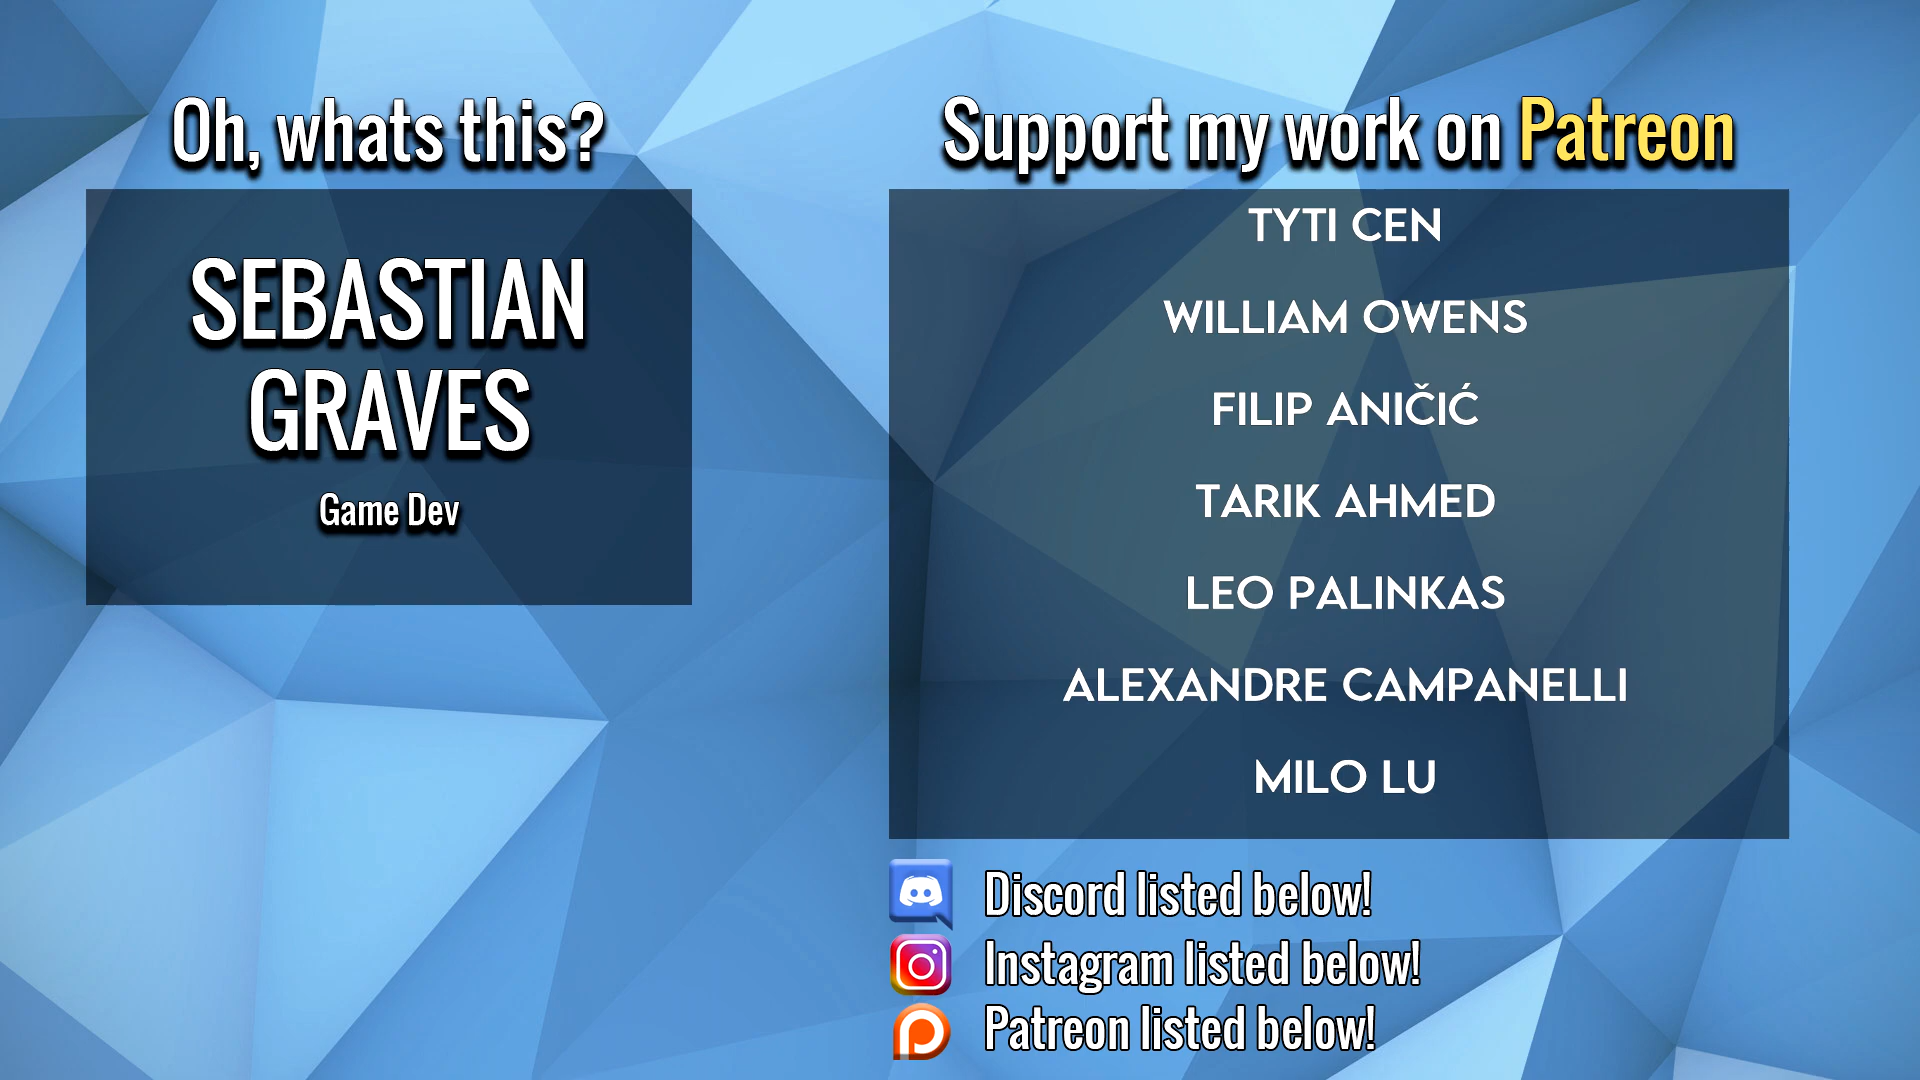 Oh, whats this?
SEBASTIAN
GRAVES
Game Dev
Support my work on Patreon
TYTI CEN
WILLIAM OWENS
FILIP ANIČIĆ
TARIK AHMED
LEO PALINKAS
ALEXANDRE CAMPANELLI
MILO LU
Discord listed below!
Instagram listed below!
Patreon listed below!